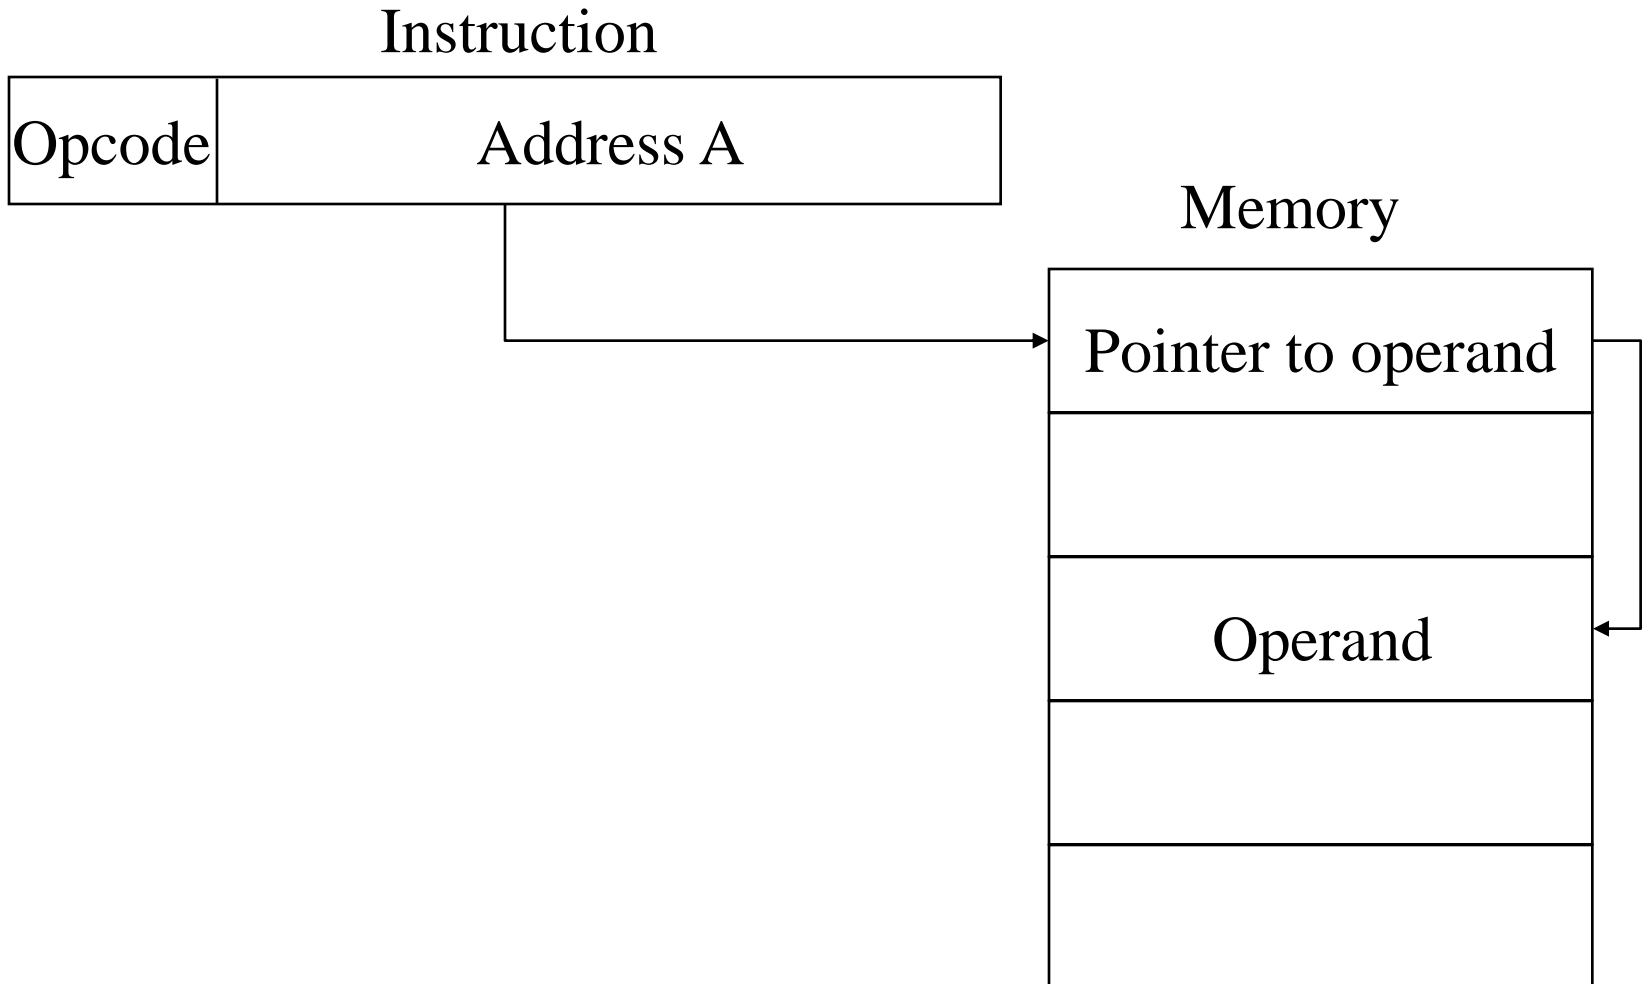 Instruction
Opcode
Address A
Memory
Pointer to operand
Operand